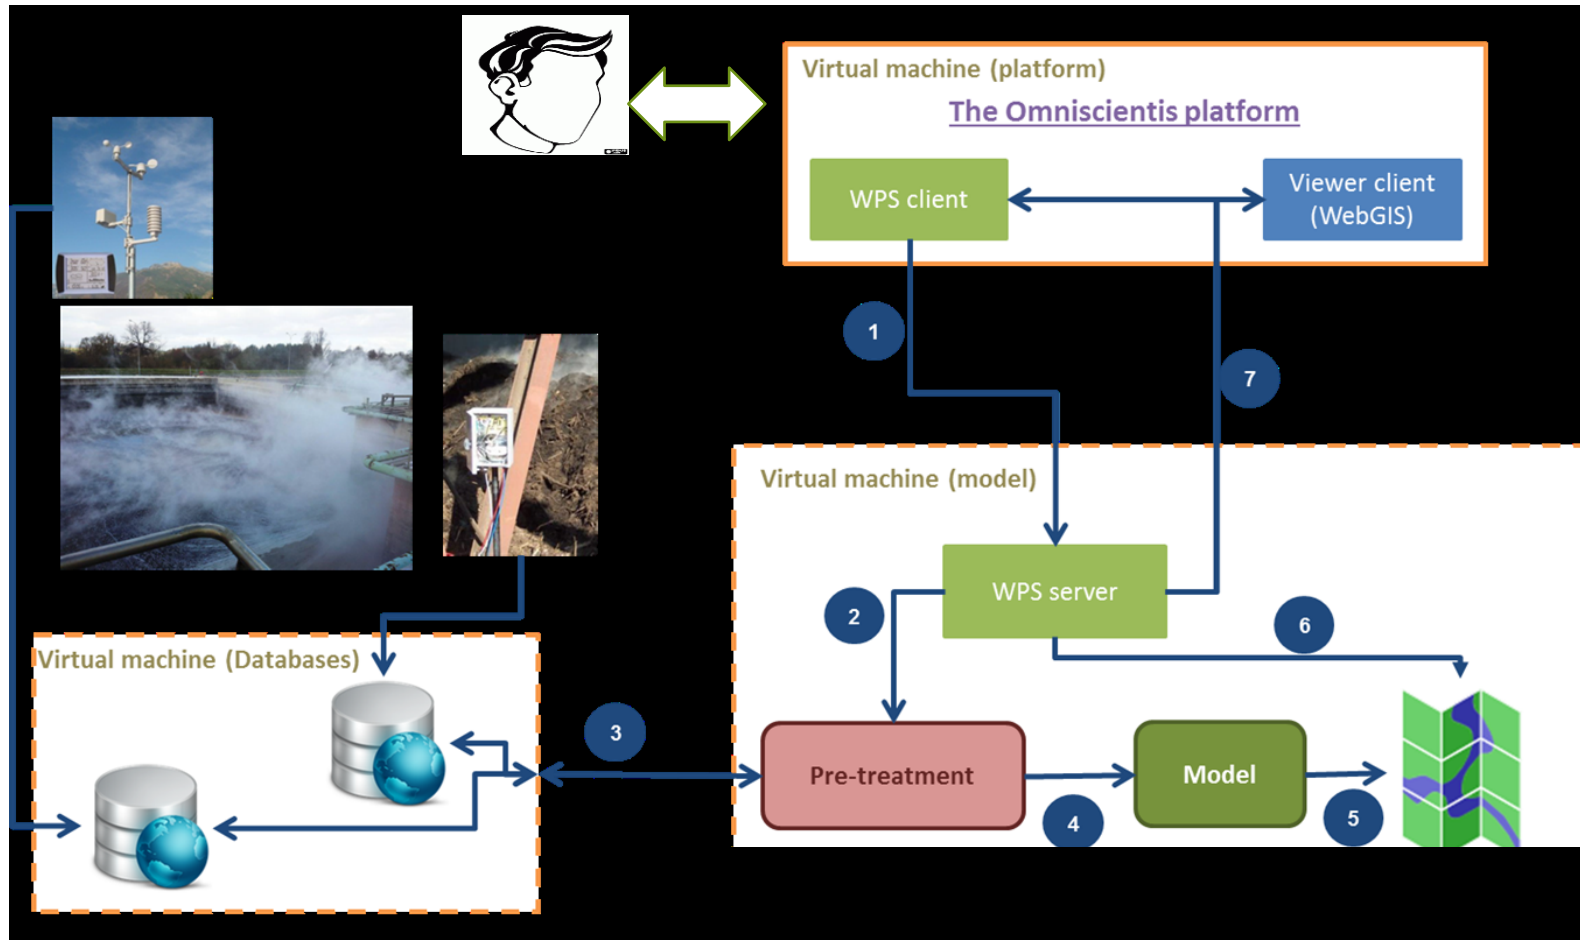 Virtual machine (platform)
The Omniscientis platform
WPS client
Viewer client
(WebGIS)
1
7
Virtual machine (model)
WPS server
2
6
Virtual machine (Databases)
3
Pre-treatment
Model
4
5